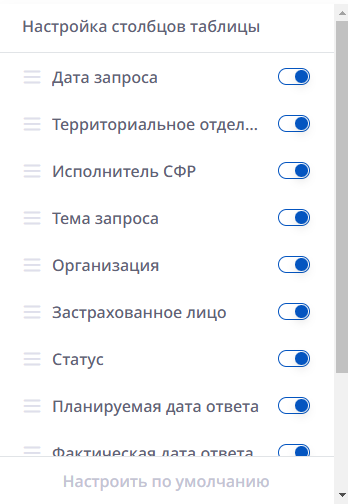 Настройка столбцов таблицы
Дата запроса
Территориальное отдел...
Исполнитель СФР
Тема запроса
Организация
Застрахованное лицо
Статус
Планируемая дата ответа
Фактическая дата ответа
Настроить по умолчанию